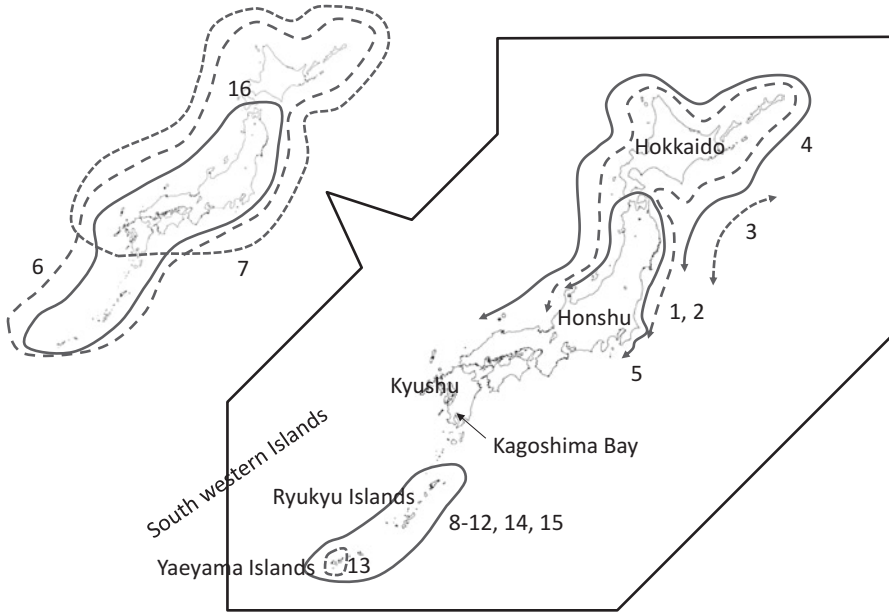 16
6
7
Hokkaido
4
3
1, 2
Honshu
5
Kyushu
Kagoshima Bay
South western Islands
Ryukyu Islands
8-12, 14, 15
Yaeyama Islands
13